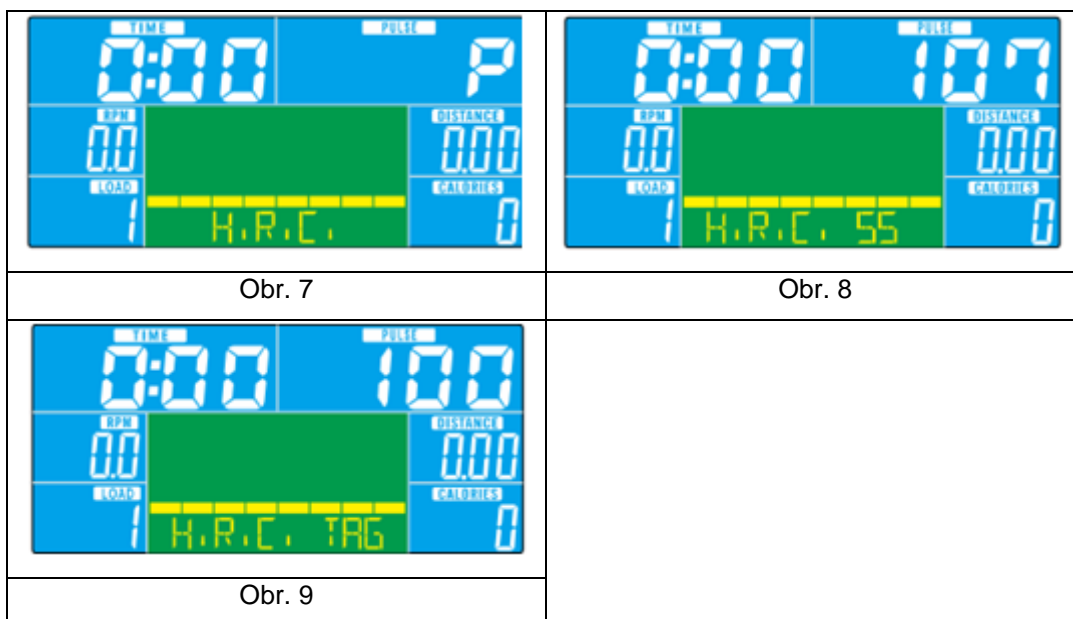 TIME PULSE
0:00 P
RPM DISTANCE
0.0 0.00
LOAD CALORIES
1 0
H.R.C.
Obr. 7
TIME PULSE
0:00 107
RPM DISTANCE
0.0 0.00
LOAD CALORIES
1 0
H.R.C. 55
Obr. 8
TIME PULSE
0:00 100
RPM DISTANCE
0.0 0.00
LOAD CALORIES
1 0
H.R.C. TAG
Obr. 9